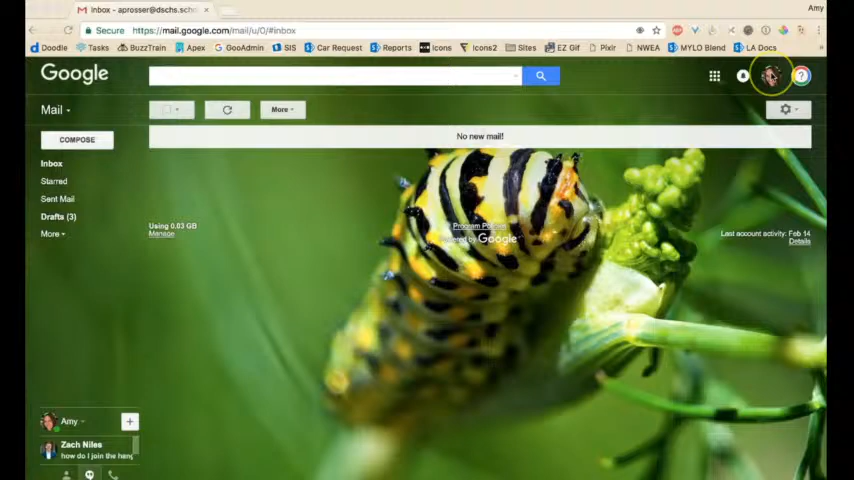 Inbox - aprosser@dschs.scho
Amy
Secure https://mail.google.com/mail/u/0/#inbox
Doodle Tasks BuzzTrain Apex GooAdmin SIS Car Request Reports Icons Icons2 Sites EZ Gif Pixlr NWEA MYLO Blend LA Docs
Google
Mail
More
No new mail!
COMPOSE
Inbox
Starred
Sent Mail
Drafts (3)
More
Using 0.03 GB
Manage
Program Policies
Powered by Google
Last account activity: Feb 14
Details
Amy
Zach Niles
how do I join the hang